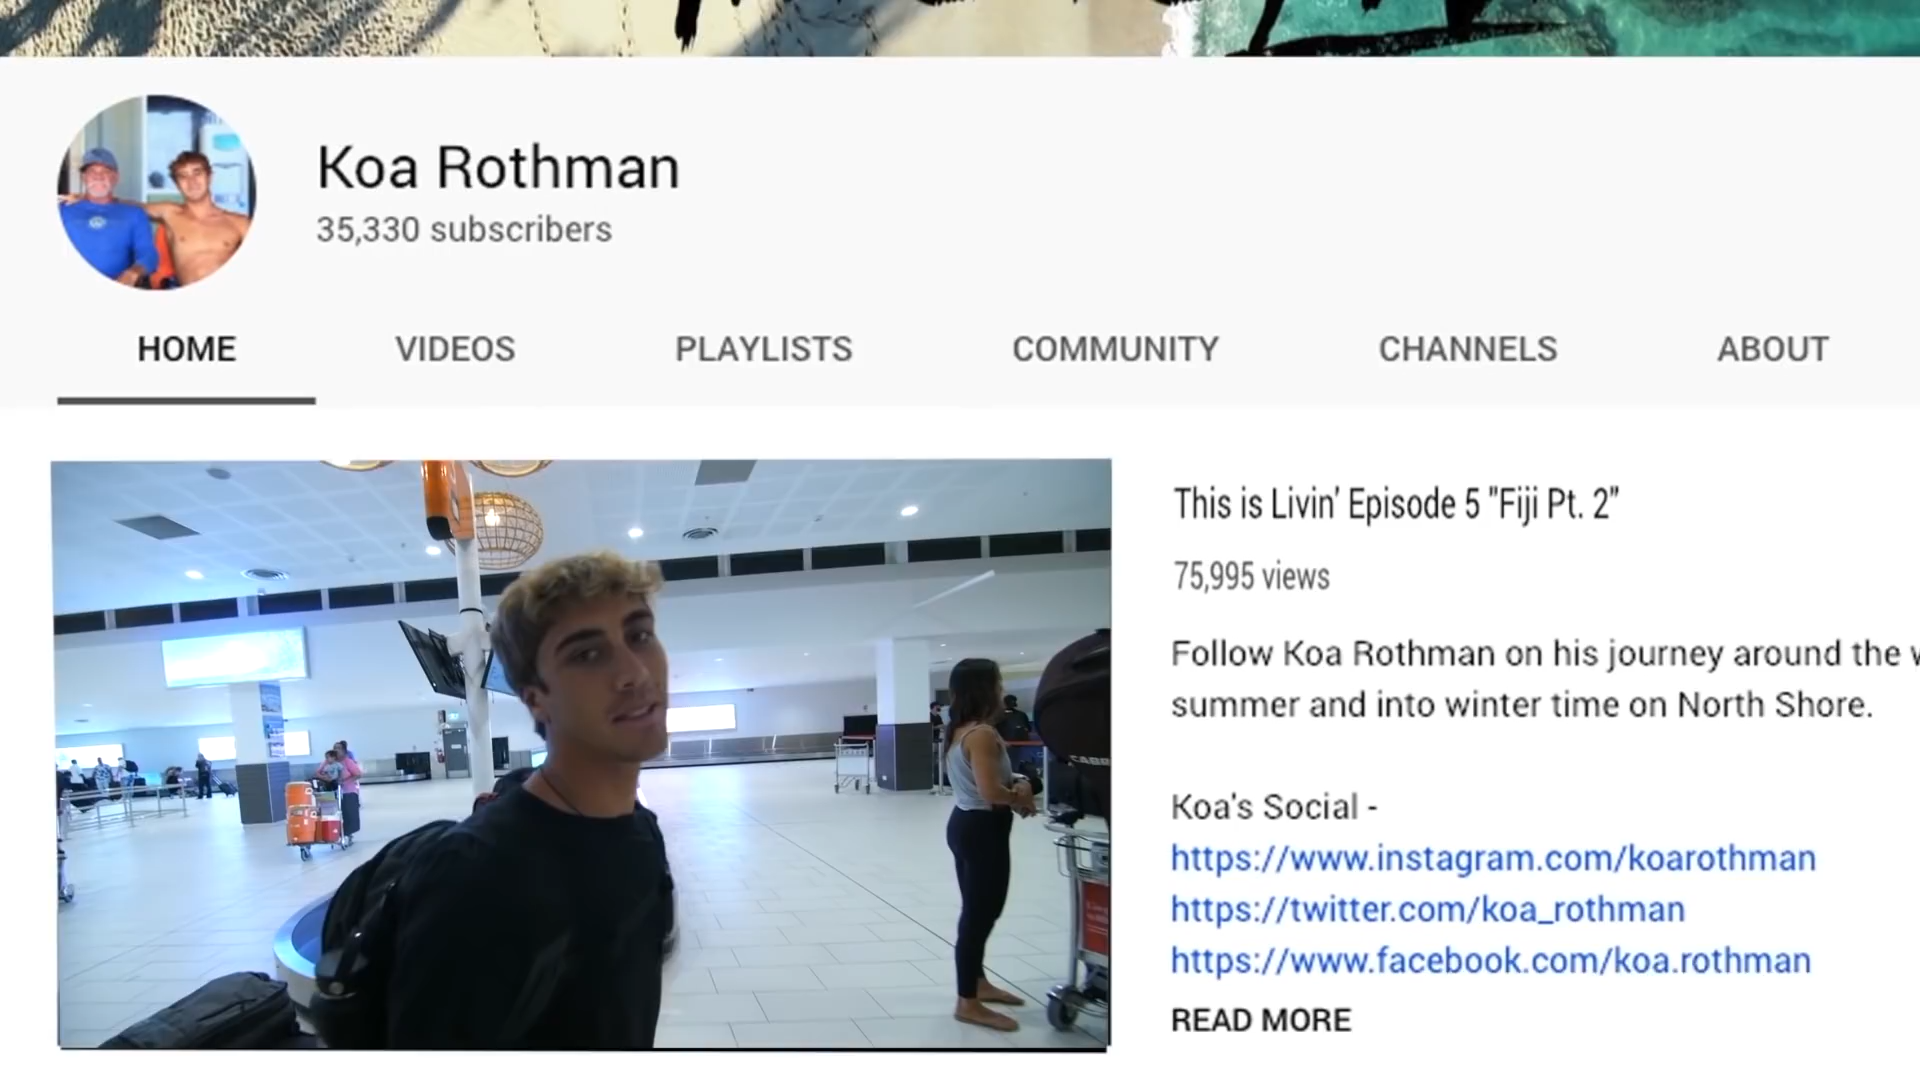 Koa Rothman
35,330 subscribers
HOME VIDEOS PLAYLISTS COMMUNITY CHANNELS ABOUT
This is Livin' Episode 5 "Fiji Pt. 2"
75,995 views
Follow Koa Rothman on his journey around the
summer and into winter time on North Shore.
Koa's Social -
https://www.instagram.com/koarothman
https://twitter.com/koa_rothman
https://www.facebook.com/koa.rothman
READ MORE